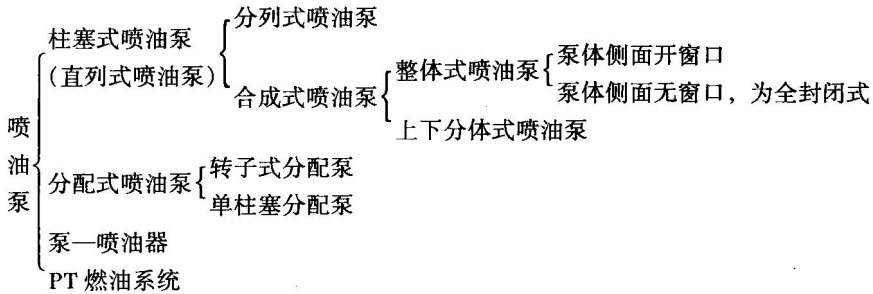 喷油泵
柱塞式喷油泵
(直列式喷油泵)
分列式喷油泵
合成式喷油泵
整体式喷油泵
泵体侧面开窗口
泵体侧面无窗口，为全封闭式
上下分体式喷油泵
分配式喷油泵
转子式分配泵
单柱塞分配泵
泵—喷油器
PT 燃油系统